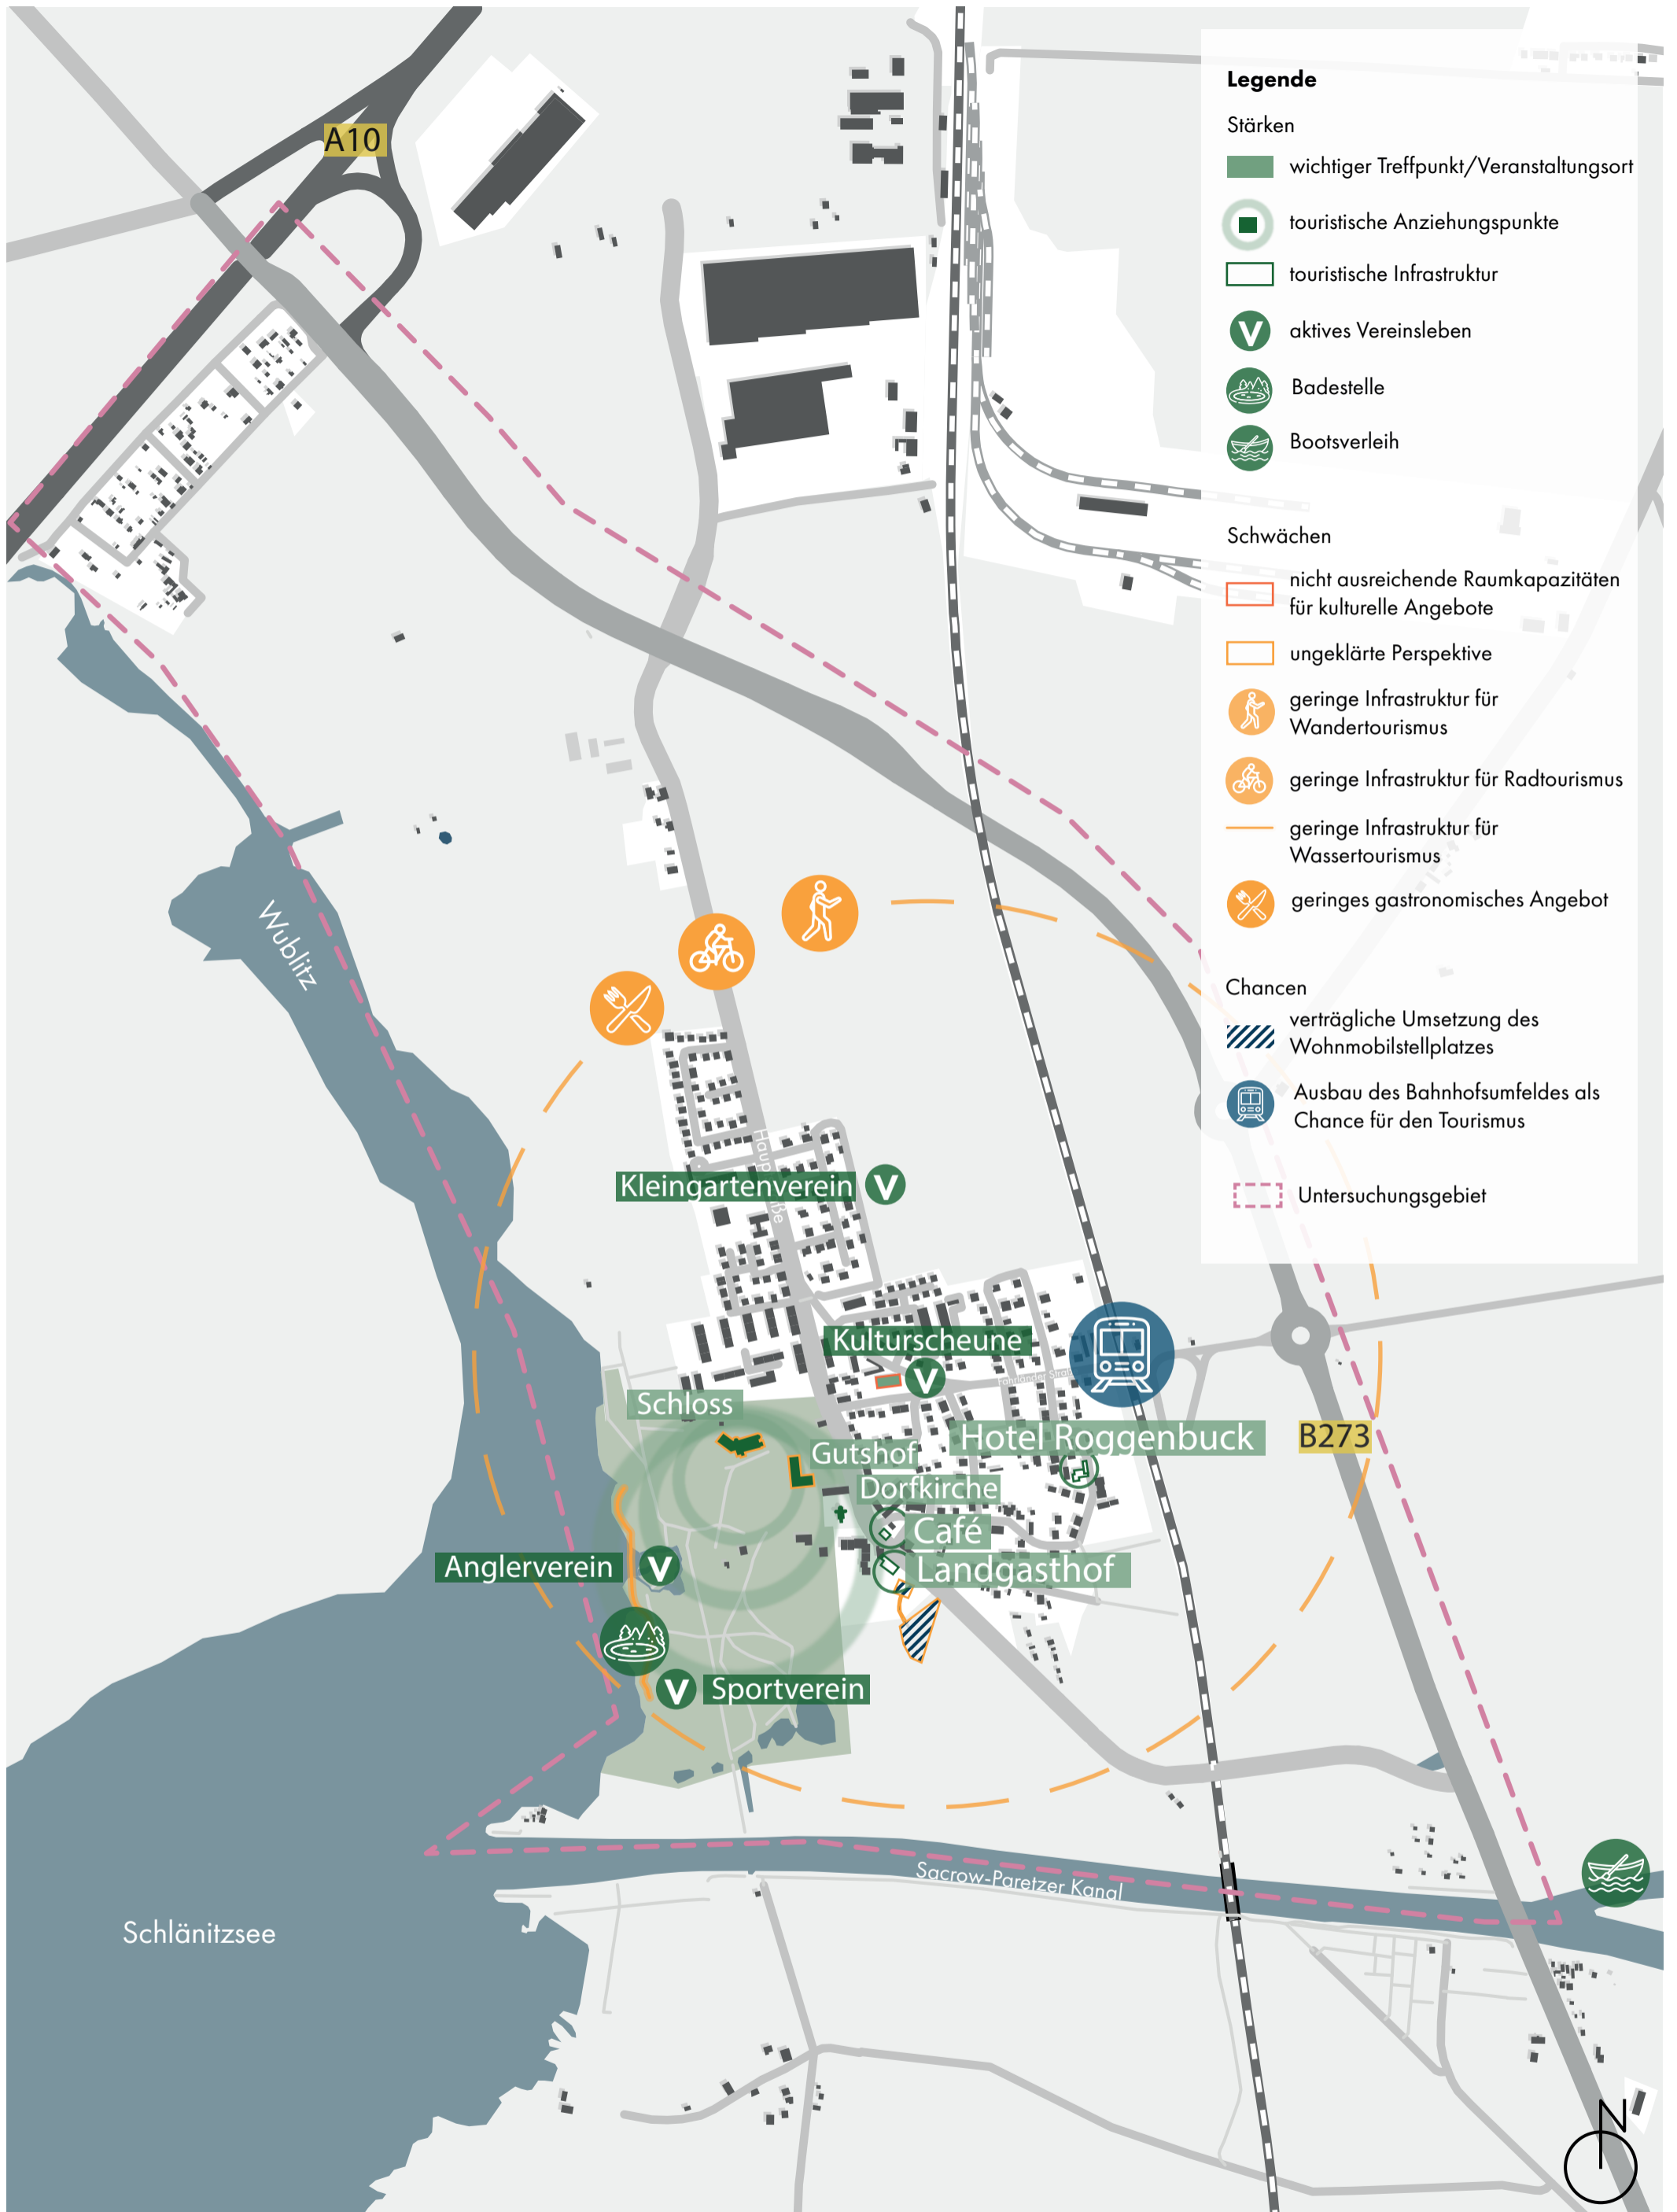 A10
Legende
Stärken
wichtiger Treffpunkt/Veranstaltungsort
touristische Anziehungspunkte
touristische Infrastruktur
V
aktives Vereinsleben
Badestelle
Bootsverleih
Schwächen
nicht ausreichende Raumkapazitäten
für kulturelle Angebote
ungeklärte Perspektive
geringe Infrastruktur für
Wandertourismus
geringe Infrastruktur für Radtourismus
geringe Infrastruktur für
Wassertourismus
geringes gastronomisches Angebot
Chancen
verträgliche Umsetzung des
Wohnmobilstellplatzes
Ausbau des Bahnhofsumfeldes als
Chance für den Tourismus
Untersuchungsgebiet
Wublitz
Kleingartenverein
V
Kulturscheune
V
Fahrländer Straß
Schloss
Hotel Roggenbuck
B273
Gutshof
Dorfkirche
Café
Anglerverein
V
Landgasthof
V
Sportverein
Sacrow-Paretzer Kanal
Schlänitzsee
N